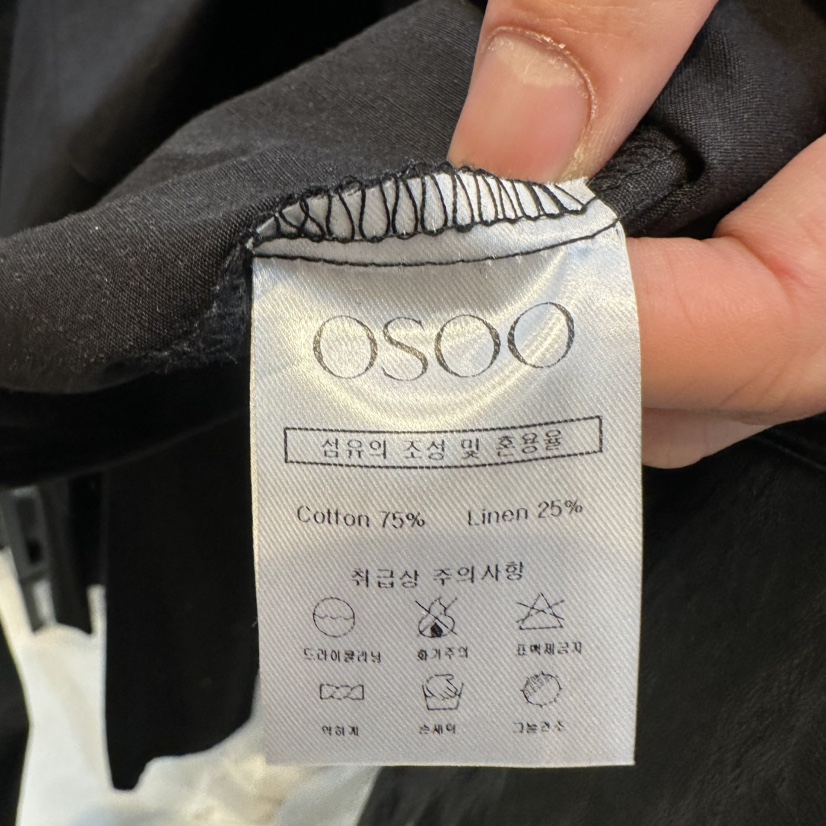 OSOO
섬유의 조성 및 혼용율
Cotton 75% Linen 25%
취급상 주의사항
드라이클리닝 화기주의 표백제금지
약하게 손세탁 그늘건조